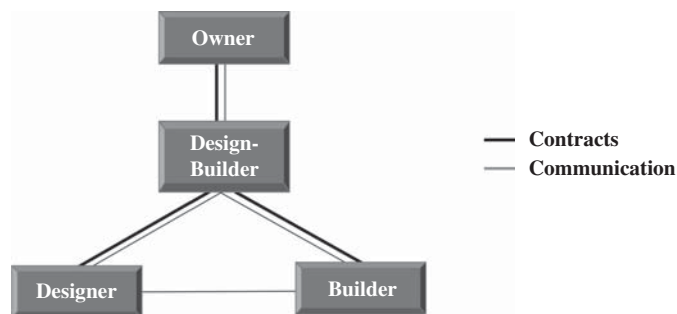 Owner
Design-
Builder
Contracts
Communication
Designer
Builder